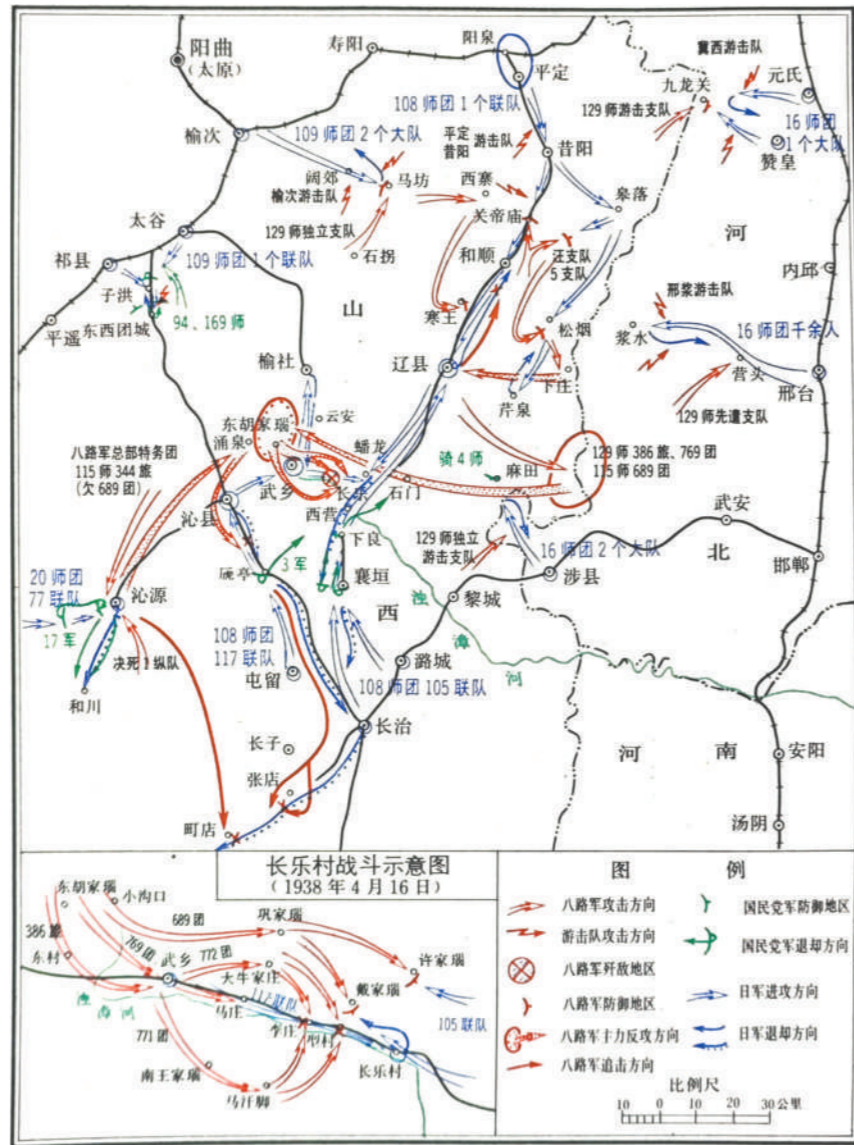 阳曲
(太原)
寿阳
阳泉
平定
冀西游击队
元氏
九龙关
129师游击支队
16师团
1个大队
赞皇
108师团1个联队
榆次
109师团2个大队
平定
昔阳
游击队
昔阳
阔郊
马坊
榆次游击队
西寨
皋落
太谷
129师独立支队
关帝庙
河
石拐
和顺
汪支队
5支队
内邱
祁县
109师团1个联队
子洪
山
寒王
邢浆游击队
平遥
东西团城
94、169师
松烟
浆水
16师团千余人
榆社
辽县
下庄
营头
邢台
芹泉
129师先遣支队
云安
东胡家瑙
涌泉
八路军总部特务团
115师344旅
(欠689团)
蟠龙
骑4师
麻田
129师386旅、769团
115师689团
武乡
长乐
石门
西营
武安
沁县
下良
129师独立
游击支队
16师团2个大队
北
邯郸
3军
虒亭
襄垣
涉县
20师团
77联队
沁源
西
黎城
浊
漳
河
17军
108师团
117联队
潞城
决死1纵队
屯留
108师团105联队
和川
长治
长子
河
南
安阳
张店
町店
汤阴
长乐村战斗示意图
(1938年4月16日)
东胡家瑙
小沟口
689团
巩家瑙
386旅
东村
769团
武乡
772团
许家瑙
大牛家庄
戴家瑙
浊
漳
河
马庄
117联队
李庄
型村
105联队
771团
长乐村
南王家瑙
马汗脚
图 例
八路军攻击方向
国民党军防御地区
游击队攻击方向
国民党军退却方向
八路军歼敌地区
八路军防御地区
日军进攻方向
八路军主力反攻方向
日军退却方向
八路军追击方向
比例尺
10 0 10 20 30公里